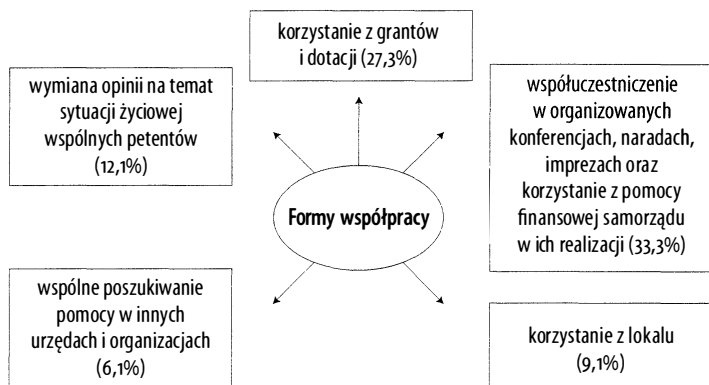 korzystanie z grantów
i dotacji (27,3%)
wymiana opinii na temat
sytuacji życiowej
wspólnych petentów
(12,1%)
współuczestniczenie
w organizowanych
konferencjach, naradach,
imprezach oraz
korzystanie z pomocy
finansowej samorządu
w ich realizacji (33,3%)
Formy współpracy
wspólne poszukiwanie
pomocy w innych
urzędach i organizacjach
(6,1%)
korzystanie z lokalu
(9,1%)